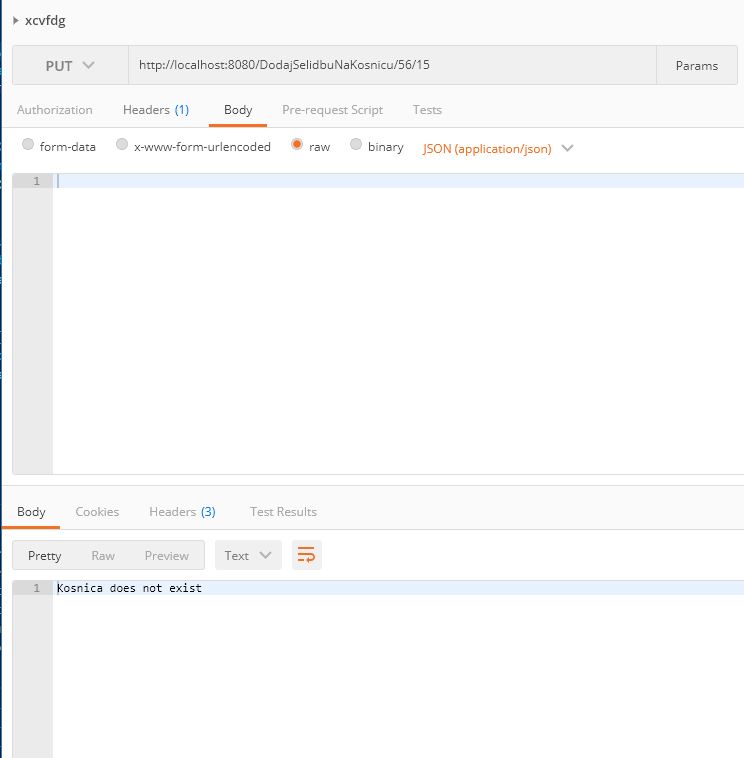 xcvfdg
PUT http://localhost:8080/DodajSelidbuNaKosnicu/56/15 Params
Authorization Headers (1) Body Pre-request Script Tests
form-data x-www-form-urlencoded raw binary JSON (application/json)
1
Body Cookies Headers (3) Test Results
Pretty Raw Preview Text
1 Kosnica does not exist